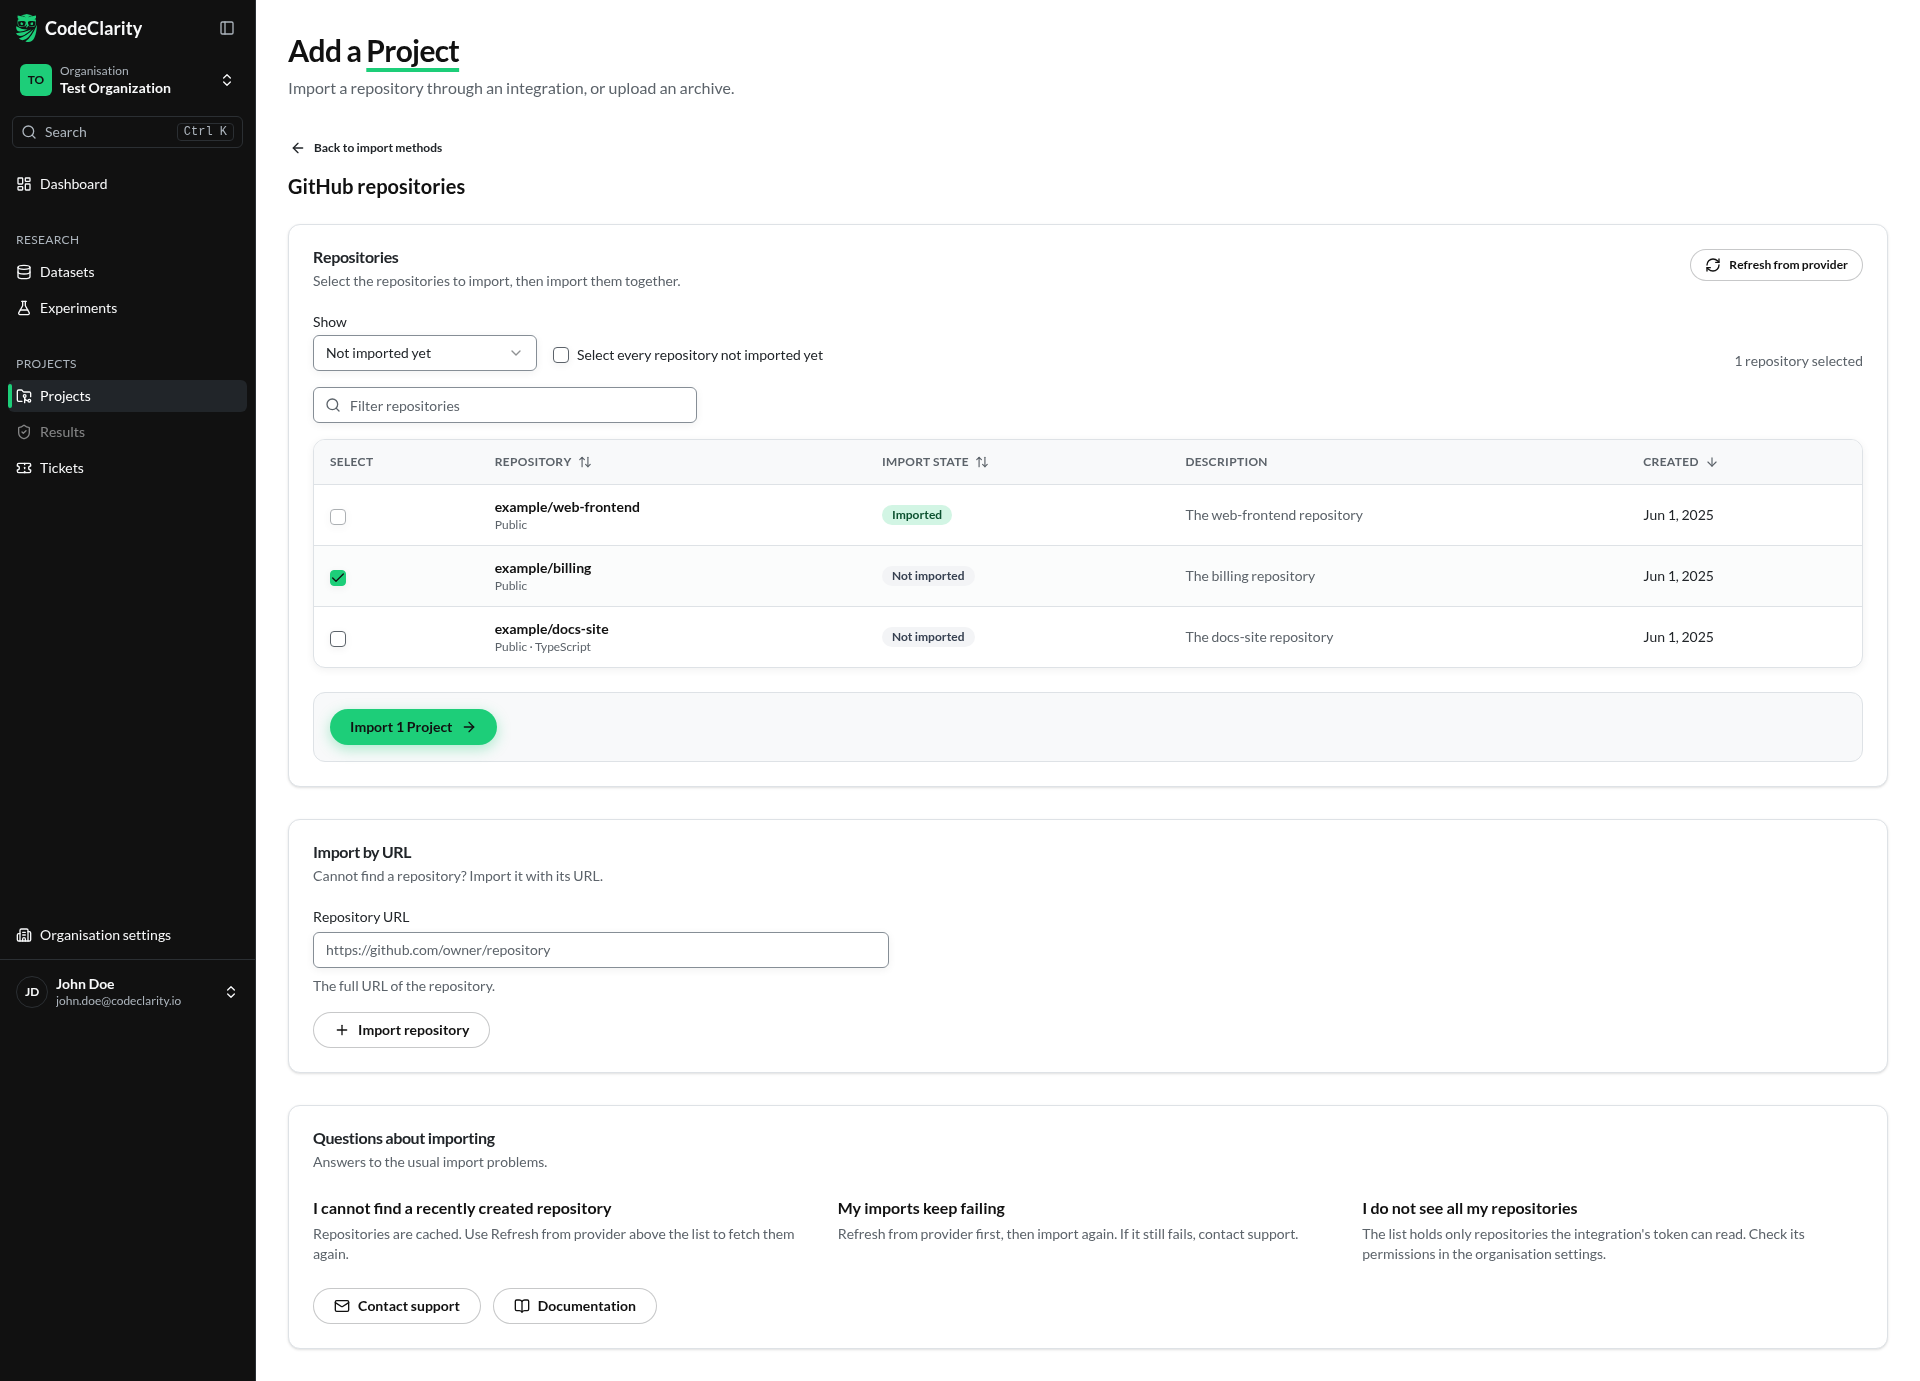 CodeClarity
TO
Organisation
Test Organization
Search
Ctrl K
Dashboard
RESEARCH
Datasets
Experiments
PROJECTS
Projects
Results
Tickets
Organisation settings
JD
John Doe
john.doe@codeclarity.io
Add a Project
Import a repository through an integration, or upload an archive.
Back to import methods
GitHub repositories
Repositories
Select the repositories to import, then import them together.
Refresh from provider
Show
Not imported yet
Select every repository not imported yet
1 repository selected
Filter repositories
SELECT REPOSITORY IMPORT STATE DESCRIPTION CREATED
example/web-frontend
Public
Imported
The web-frontend repository
Jun 1, 2025
example/billing
Public
Not imported
The billing repository
Jun 1, 2025
example/docs-site
Public · TypeScript
Not imported
The docs-site repository
Jun 1, 2025
Import 1 Project
Import by URL
Cannot find a repository? Import it with its URL.
Repository URL
https://github.com/owner/repository
The full URL of the repository.
Import repository
Questions about importing
Answers to the usual import problems.
I cannot find a recently created repository
Repositories are cached. Use Refresh from provider above the list to fetch them
again.
My imports keep failing
Refresh from provider first, then import again. If it still fails, contact support.
I do not see all my repositories
The list holds only repositories the integration's token can read. Check its
permissions in the organisation settings.
Contact support
Documentation